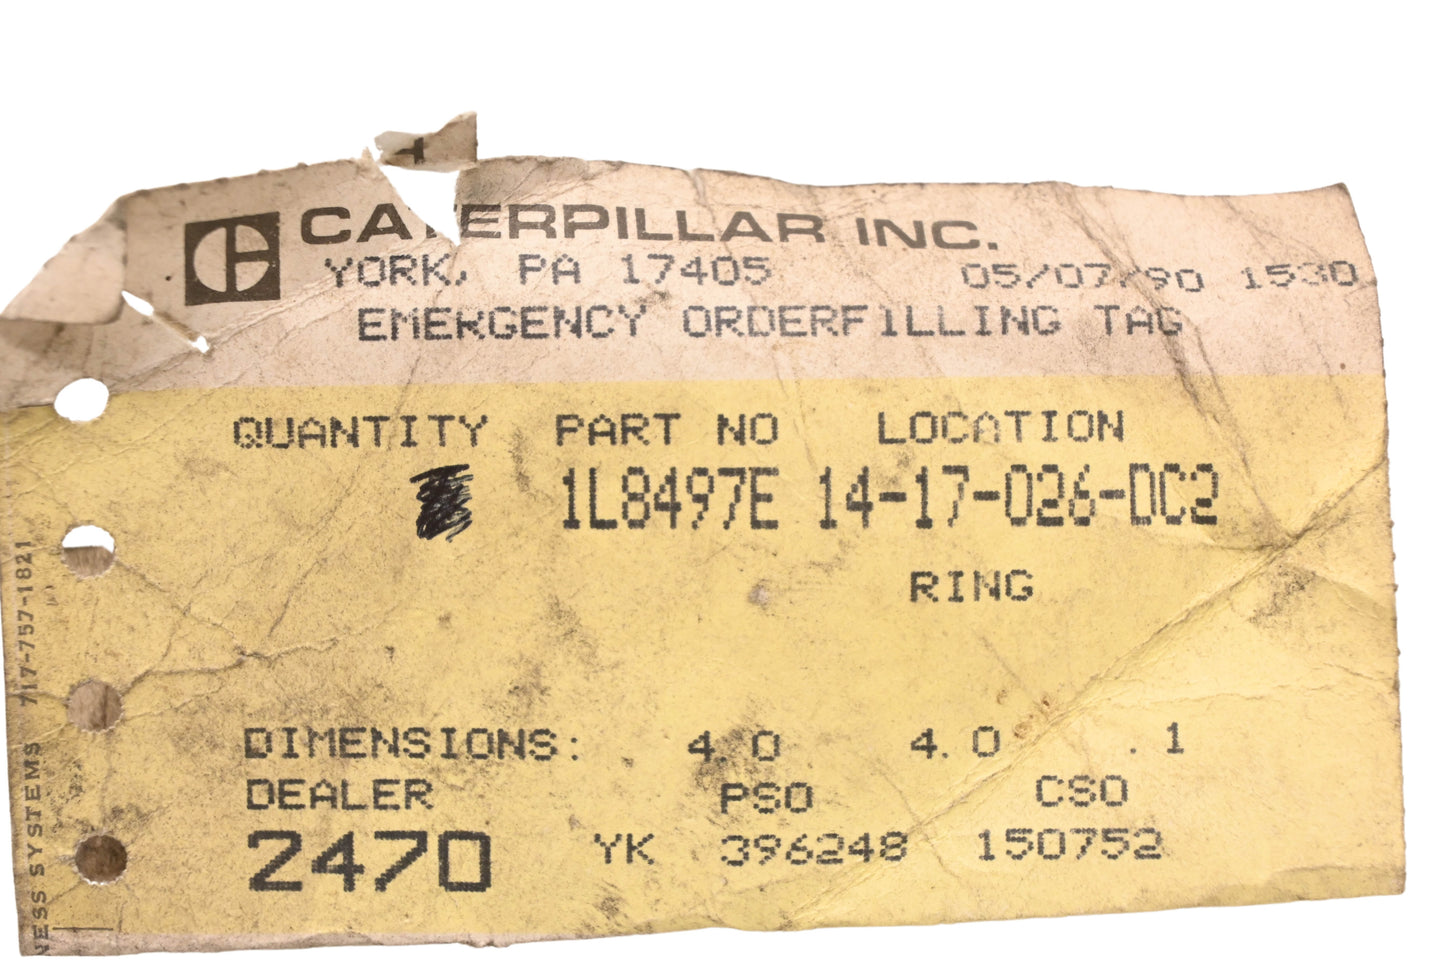 CATERPILLAR INC.
YORK, PA 17405 05/07/90 1530
EMERGENCY ORDERFILLING TAG
QUANTITY PART NO LOCATION
1L8497E 14-17-026-DC2
RING
DIMENSIONS: 4.0 4.0 .1
DEALER PSO CSO
2470 YK 396248 150752
NESS SYSTEMS 717-757-1821